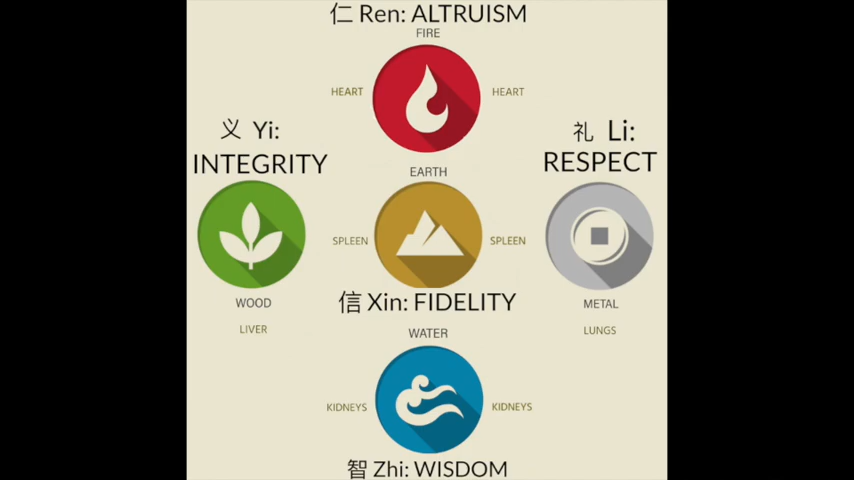 仁 Ren: ALTRUISM
FIRE
HEART HEART
义 Yi:
INTEGRITY
礼 Li:
RESPECT
EARTH
SPLEEN SPLEEN
WOOD
LIVER
信 Xin: FIDELITY
METAL
LUNGS
WATER
KIDNEYS KIDNEYS
智 Zhi: WISDOM